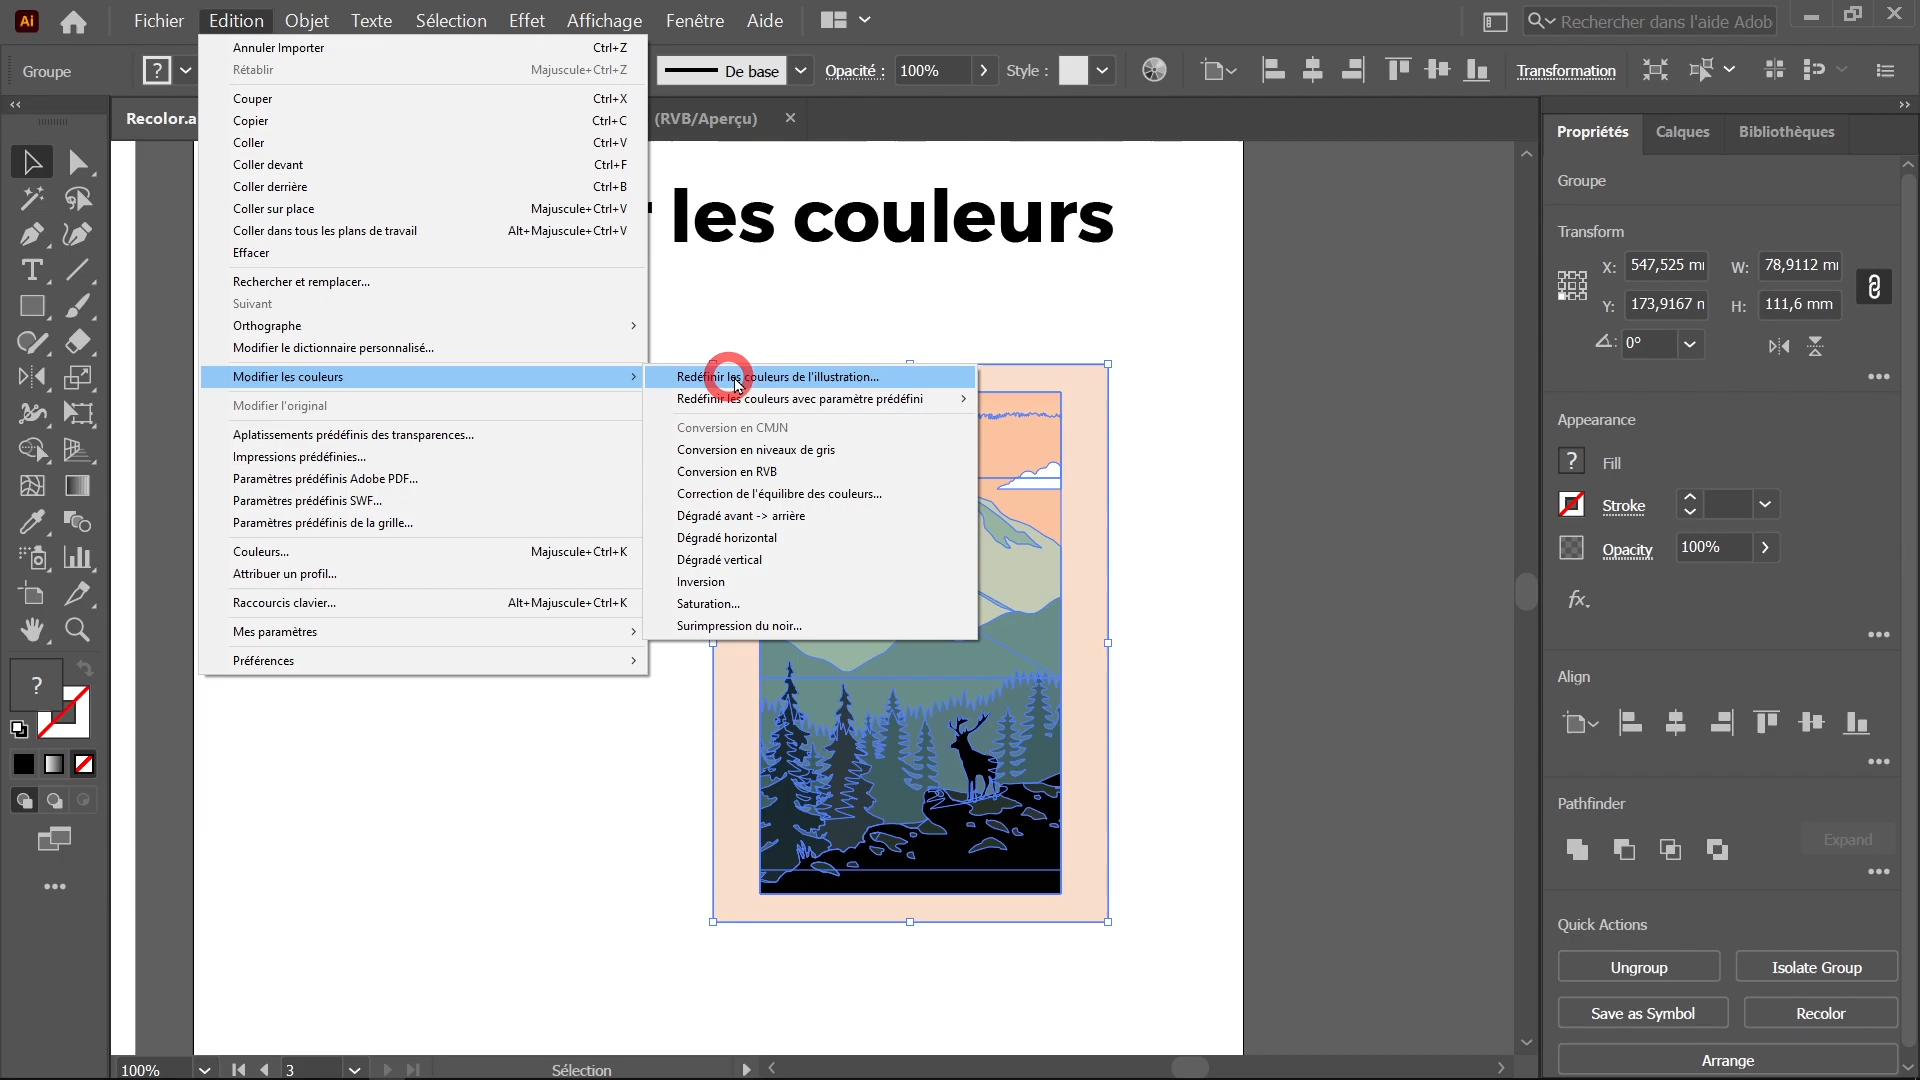 Ai
Fichier Edition Objet Texte Sélection Effet Affichage Fenêtre Aide
Rechercher dans l'aide Adob
Groupe
?
De base
Opacité :
100%
Style :
Transformation
Recolor.a
(RVB/Aperçu)
Annuler Importer Ctrl+Z
Rétablir Majuscule+Ctrl+Z
Couper Ctrl+X
Copier Ctrl+C
Coller Ctrl+V
Coller devant Ctrl+F
Coller derrière Ctrl+B
Coller sur place Majuscule+Ctrl+V
Coller dans tous les plans de travail Alt+Majuscule+Ctrl+V
Effacer
Rechercher et remplacer...
Suivant
Orthographe
Modifier le dictionnaire personnalisé...
Modifier les couleurs
Modifier l'original
Aplatissements prédéfinis des transparences...
Impressions prédéfinies...
Paramètres prédéfinis Adobe PDF...
Paramètres prédéfinis SWF...
Paramètres prédéfinis de la grille...
Couleurs... Majuscule+Ctrl+K
Attribuer un profil...
Raccourcis clavier... Alt+Majuscule+Ctrl+K
Mes paramètres
Préférences
Redéfinir les couleurs de l'illustration...
Redéfinir les couleurs avec paramètre prédéfini
Conversion en CMJN
Conversion en niveaux de gris
Conversion en RVB
Correction de l'équilibre des couleurs...
Dégradé avant -> arrière
Dégradé horizontal
Dégradé vertical
Inversion
Saturation...
Surimpression du noir...
les couleurs
Propriétés Calques Bibliothèques
Groupe
Transform
X: 547,525 m W: 78,9112 m
Y: 173,9167 H: 111,6 mm
0°
Appearance
? Fill
Stroke
Opacity 100%
fx.
Align
Pathfinder
Expand
Quick Actions
Ungroup
Isolate Group
Save as Symbol
Recolor
Arrange
?
100%
3
Sélection